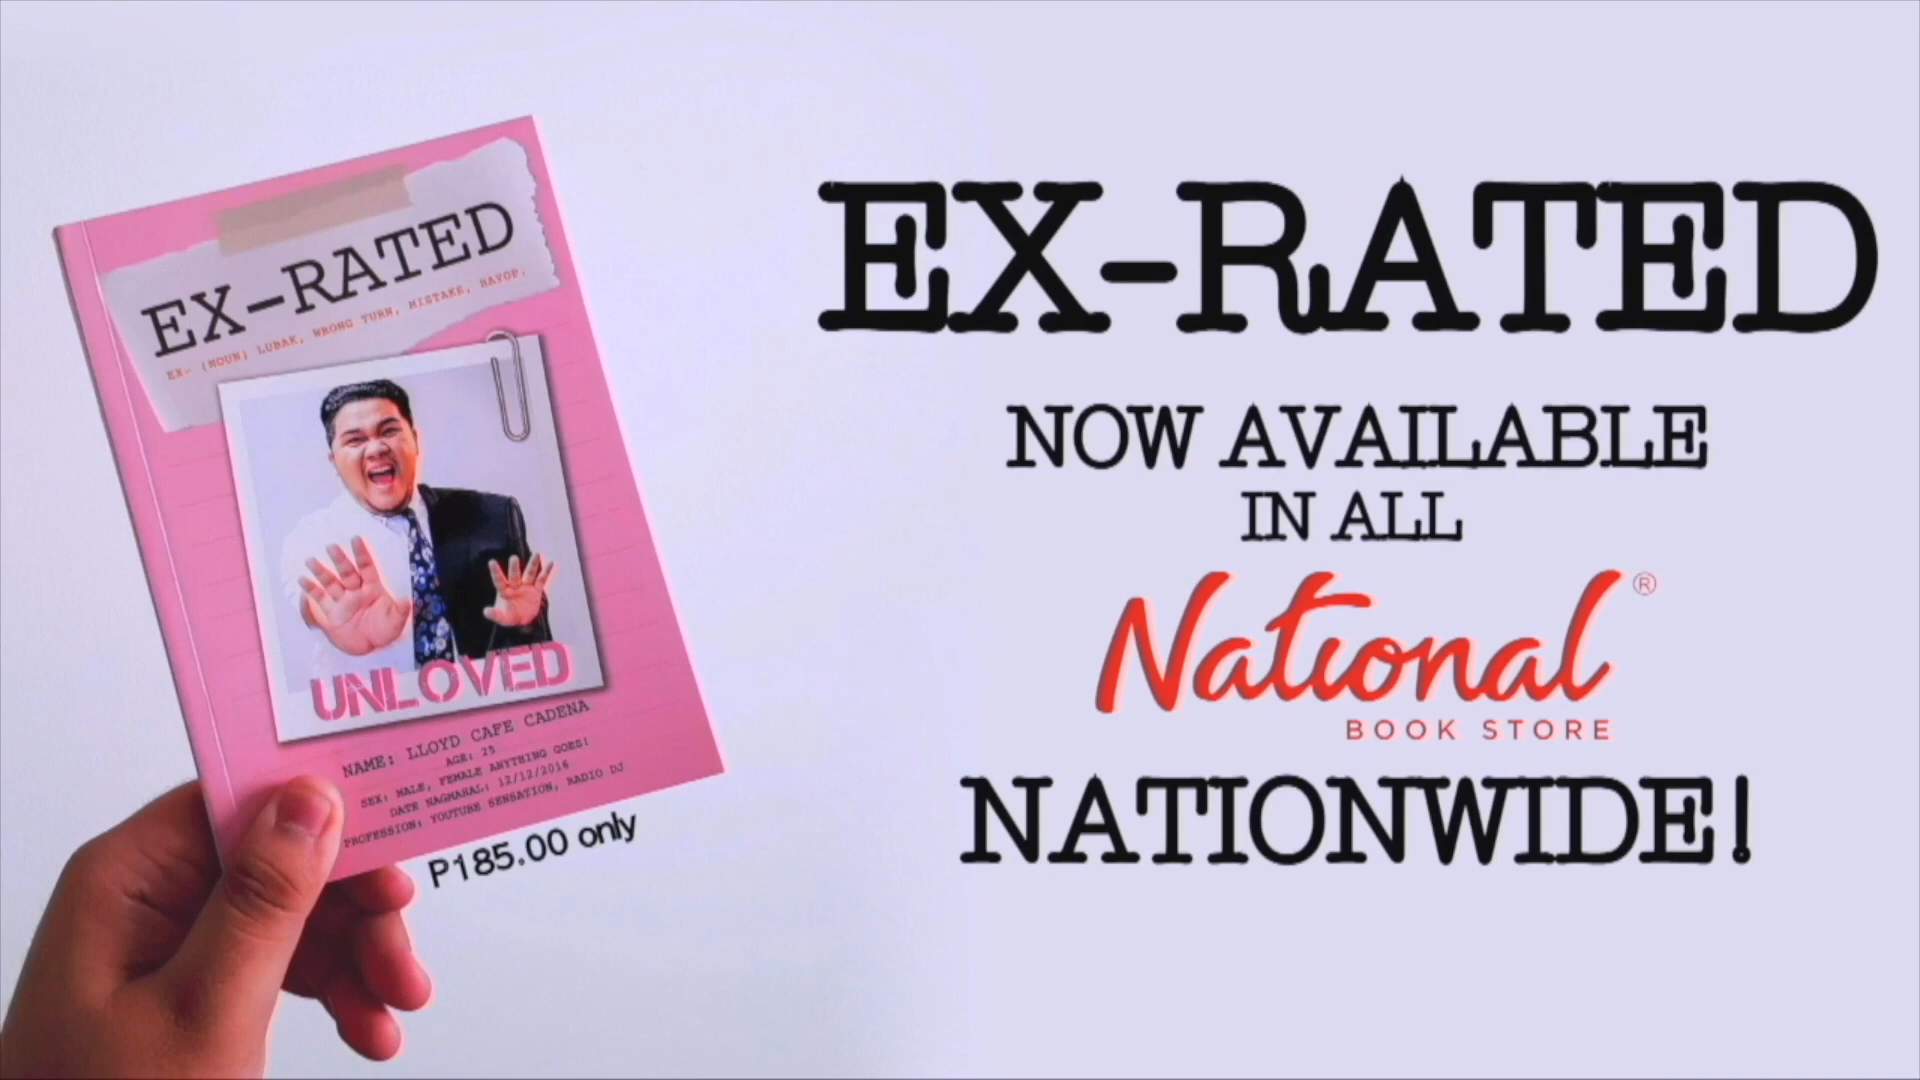 EX-RATED
EX- (NOUN) LUBAK, WRONG TURN, MISTAKE, HAYOP.
UNLOVED
NAME: LLOYD CAFE CADENA
AGE: 25
SEX: MALE, FEMALE ANYTHING GOES!
DATE NAGMAHAL: 12/12/2016
PROFESSION: YOUTUBE SENSATION, RADIO DJ
P185.00 only
EX-RATED
NOW AVAILABLE
IN ALL
National ®
BOOK STORE
NATIONWIDE!